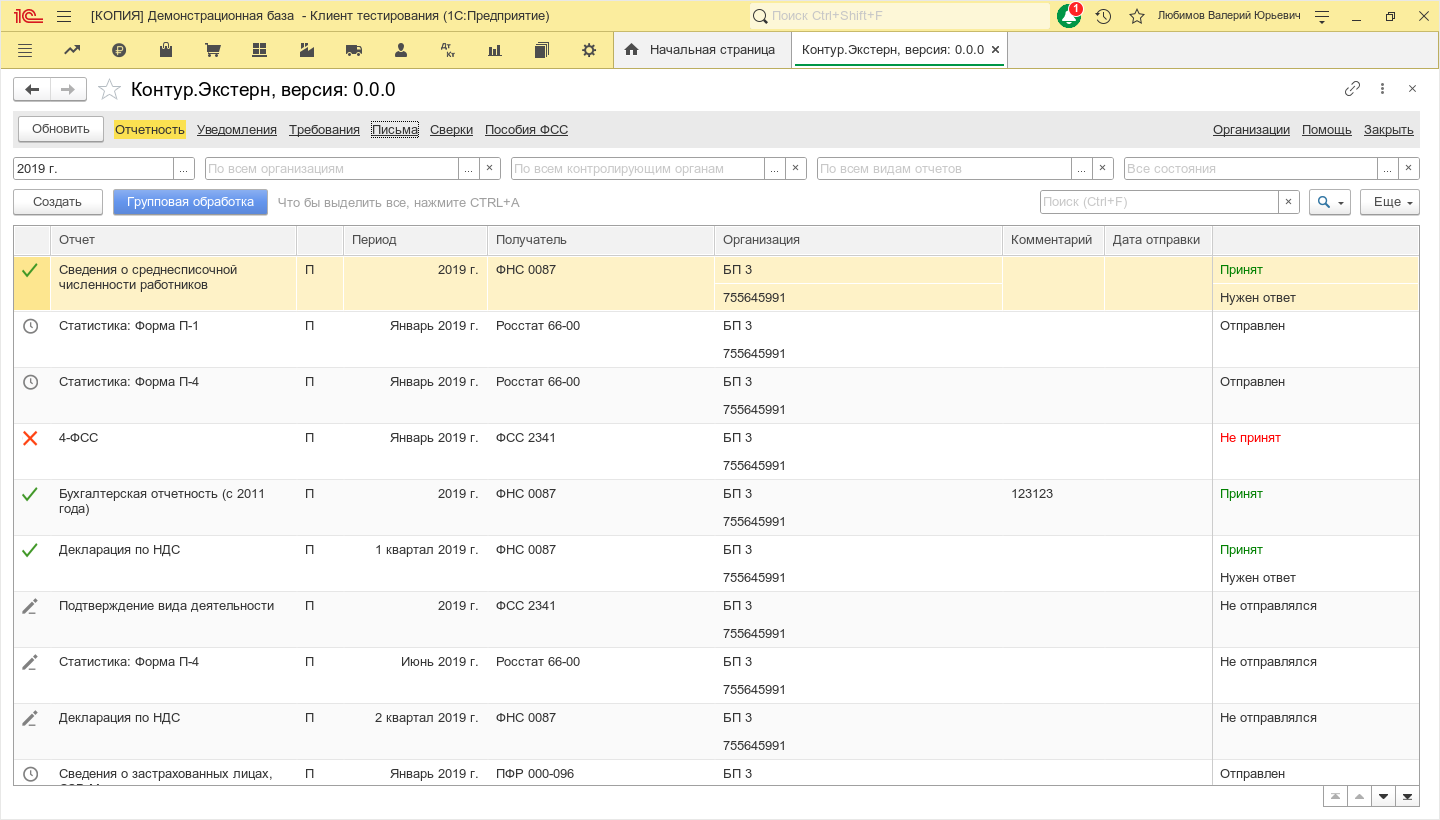 1С [КОПИЯ] Демонстрационная база - Клиент тестирования (1С:Предприятие) Поиск Ctrl+Shift+F 1 Любимов Валерий Юрьевич
Дт Кт Начальная страница Контур.Экстерн, версия: 0.0.0
Контур.Экстерн, версия: 0.0.0
Обновить Отчетность Уведомления Требования Письма Сверки Пособия ФСС Организации Помощь Закрыть
2019 г. ... По всем организациям ... × По всем контролирующим органам ... × По всем видам отчетов ... × Все состояния ... ×
Создать Групповая обработка Что бы выделить все, нажмите CTRL+A Поиск (Ctrl+F) × Еще
Отчет Период Получатель Организация Комментарий Дата отправки
Сведения о среднесписочной П 2019 г. ФНС 0087 БП 3 Принят
численности работников
755645991 Нужен ответ
Статистика: Форма П-1 П Январь 2019 г. Росстат 66-00 БП 3 Отправлен
755645991
Статистика: Форма П-4 П Январь 2019 г. Росстат 66-00 БП 3 Отправлен
755645991
4-ФСС П Январь 2019 г. ФСС 2341 БП 3 Не принят
755645991
Бухгалтерская отчетность (с 2011 П 2019 г. ФНС 0087 БП 3 123123 Принят
года)
755645991
Декларация по НДС П 1 квартал 2019 г. ФНС 0087 БП 3 Принят
755645991 Нужен ответ
Подтверждение вида деятельности П 2019 г. ФСС 2341 БП 3 Не отправлялся
755645991
Статистика: Форма П-4 П Июнь 2019 г. Росстат 66-00 БП 3 Не отправлялся
755645991
Декларация по НДС П 2 квартал 2019 г. ФНС 0087 БП 3 Не отправлялся
755645991
Сведения о застрахованных лицах, П Январь 2019 г. ПФР 000-096 БП 3 Отправлен